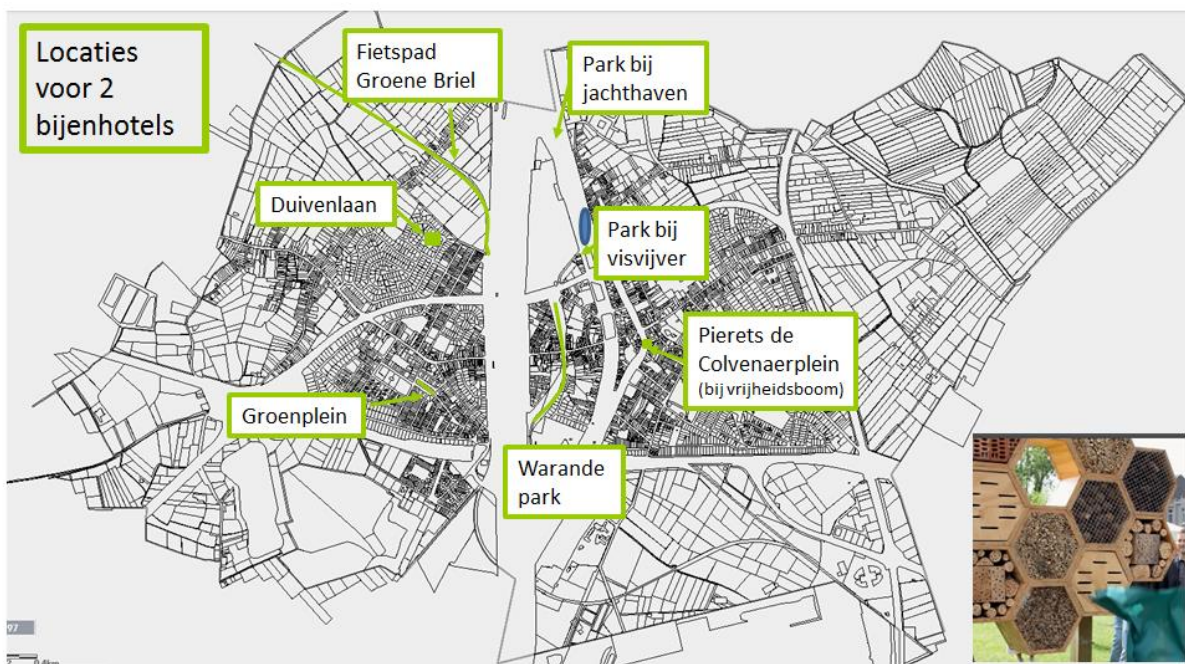 Locaties
voor 2
bijenhotels
Fietspad
Groene Briel
Park bij
jachthaven
Duivenlaan
Park bij
visvijver
Pierets de
Colvenaerplein
(bij vrijheidsboom)
Groenplein
Warande
park
97